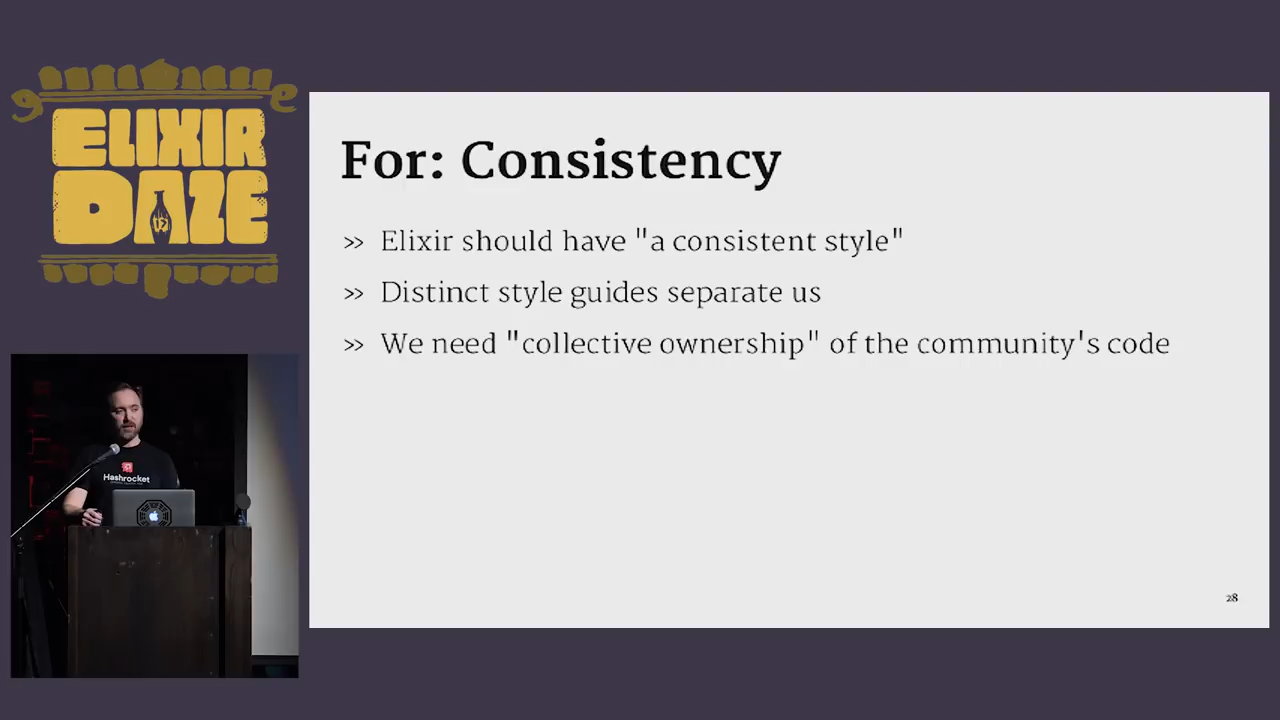 ELIXIR
DAZE
For: Consistency
>> Elixir should have "a consistent style"
>> Distinct style guides separate us
>> We need "collective ownership" of the community's code
Hashrocket
28